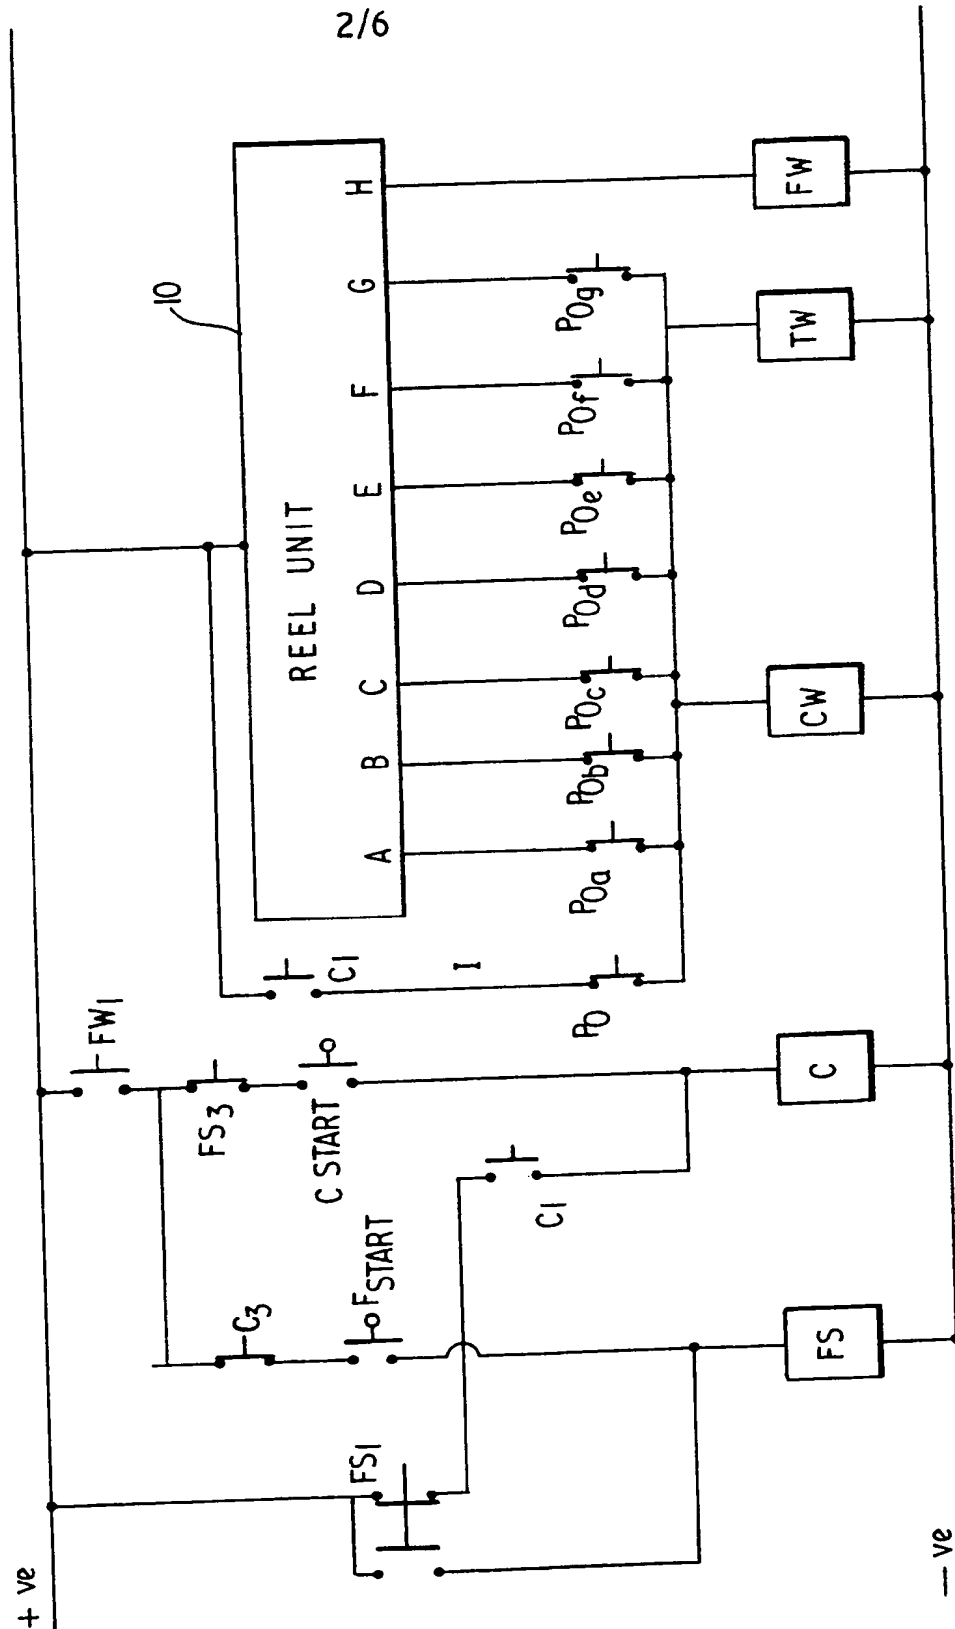 2/6
+ ve
10
REEL UNIT
A B C D E F G H
FW1
FS3
C START
C3
FSTART
FS1
C1
C1
I
P0
P0a
P0b
P0c
P0d
P0e
P0f
P0g
FS
C
CW
TW
FW
— ve